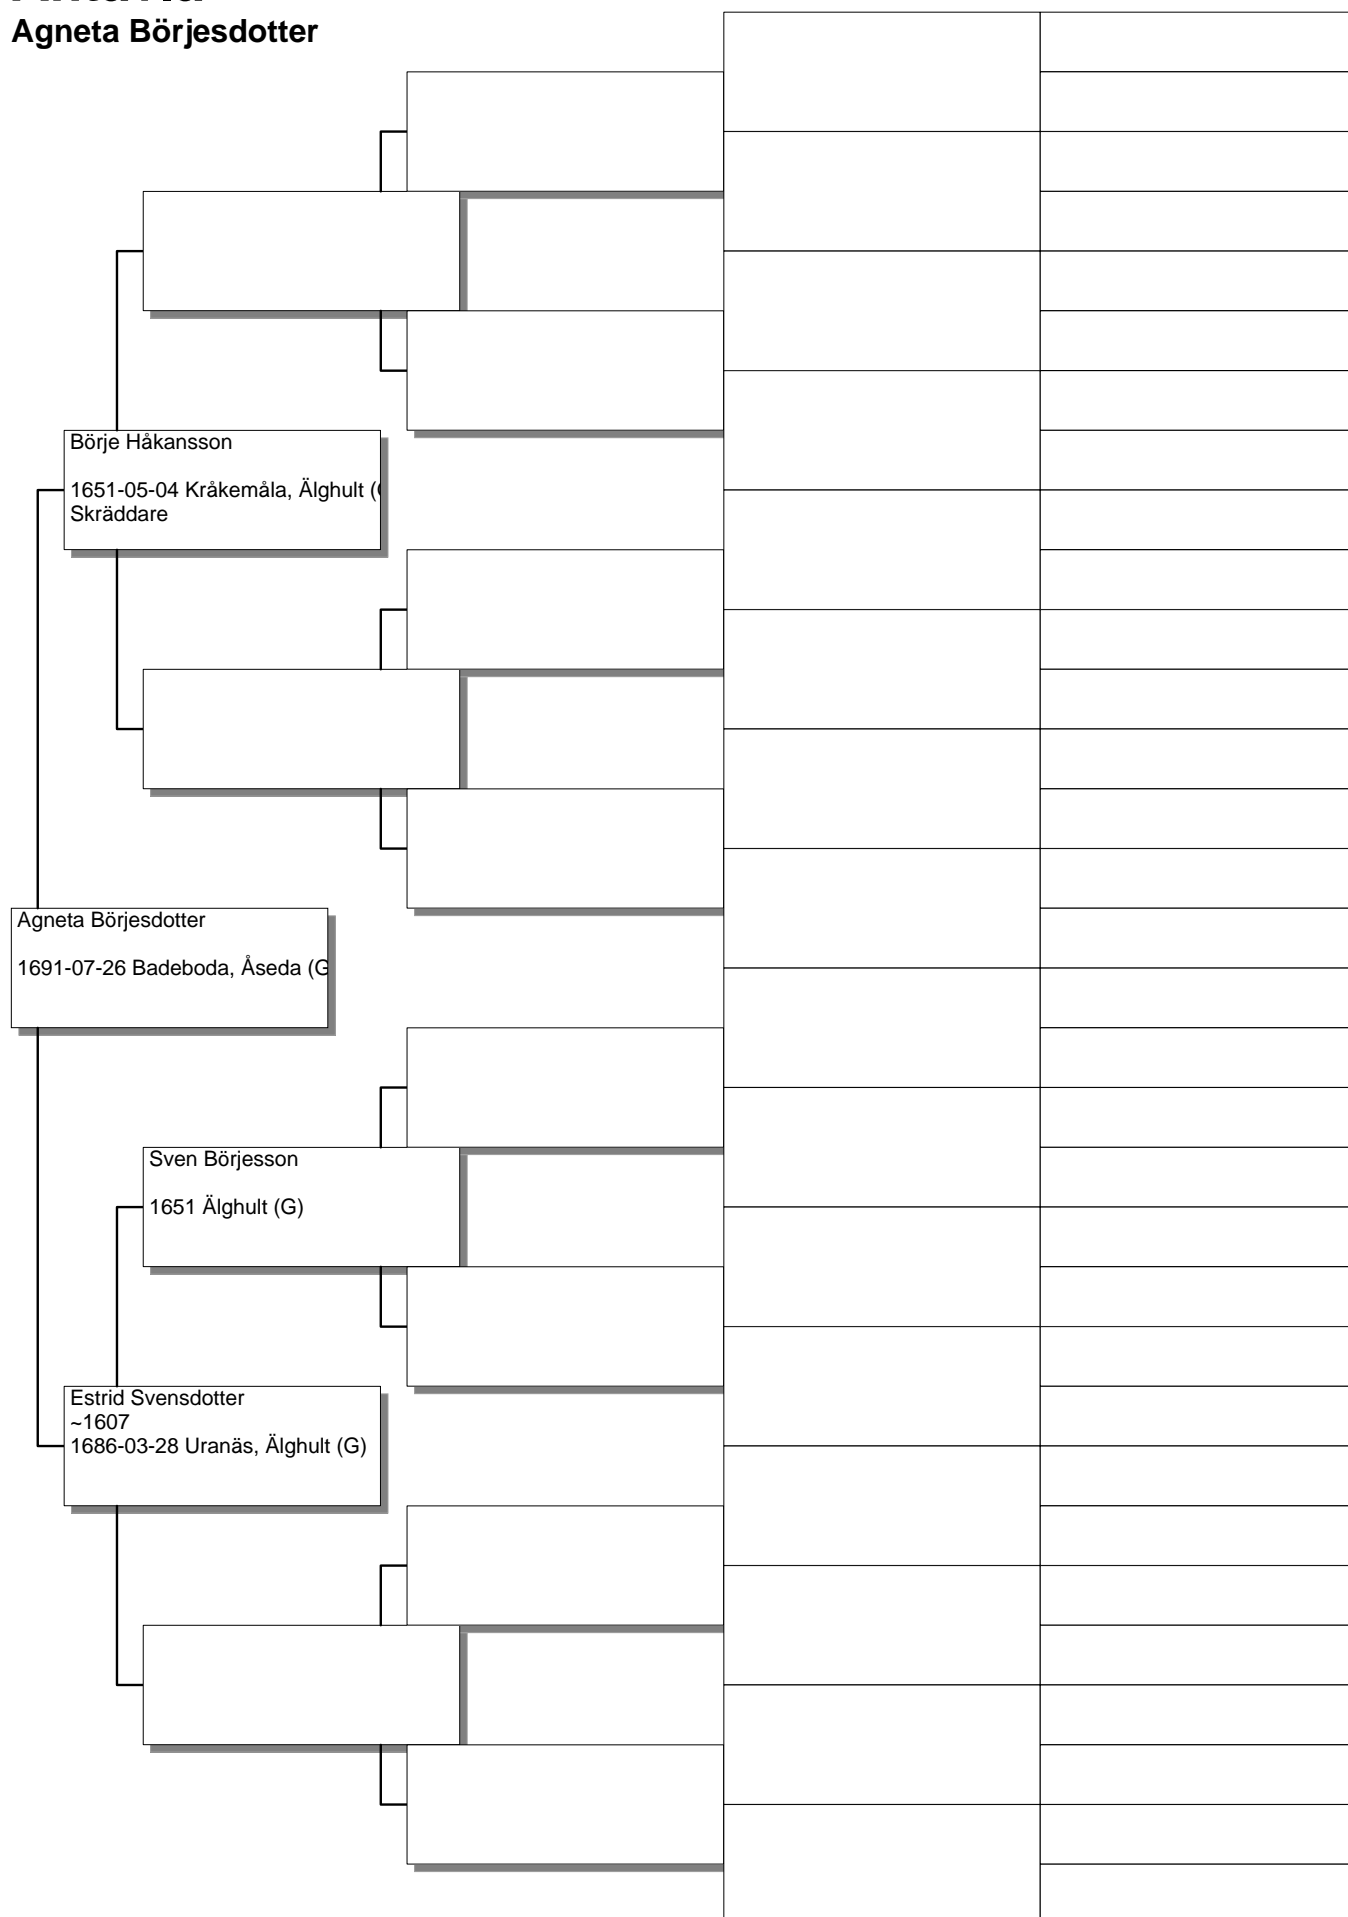 Agneta Börjesdotter
Börje Håkansson
1651-05-04 Kråkemåla, Älghult (
Skräddare
Agneta Börjesdotter
1691-07-26 Badeboda, Åseda (G
Sven Börjesson
1651 Älghult (G)
Estrid Svensdotter
~1607
1686-03-28 Uranäs, Älghult (G)